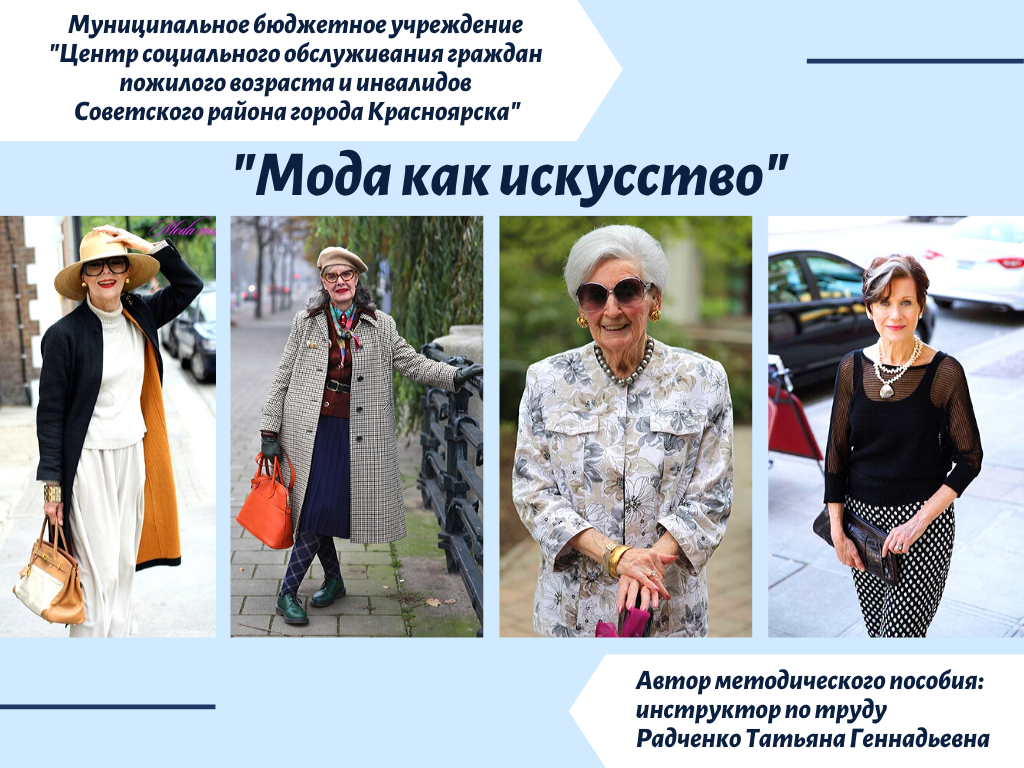 Муниципальное бюджетное учреждение
"Центр социального обслуживания граждан
пожилого возраста и инвалидов
Советского района города Красноярска"
"Мода как искусство"
Автор методического пособия:
инструктор по труду
Радченко Татьяна Геннадьевна